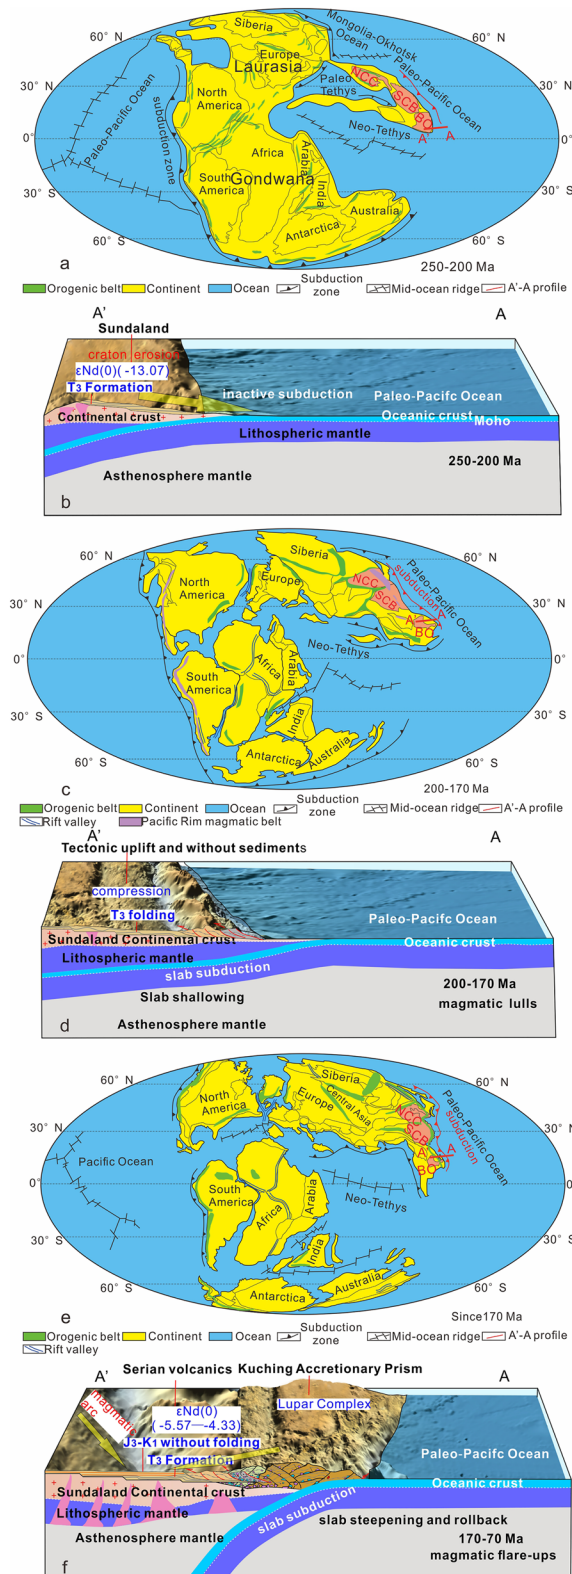 60° N
30° N
0°
30° S
60° S
60° N
30° N
0°
30° S
60° S
Siberia
Mongolia-Okhotsk
Ocean
Europe
Laurasia
Paleo-Pacific Ocean
NCC
SCB
BO
Paleo
Tethys
North
America
Paleo-Pacific Ocean
subduction zone
Neo-Tethys
A'
A
Africa
Arabia
India
South
America
Gondwana
Australia
Antarctica
a
250-200 Ma
Orogenic belt
Continent
Ocean
Subduction
zone
Mid-ocean ridge
A'-A profile
A'
A
Sundaland
craton erosion
εNd(0)( -13.07)
T3 Formation
inactive subduction
Paleo-Pacifc Ocean
Continental crust
Oceanic crust
Moho
Lithospheric mantle
250-200 Ma
Asthenosphere mantle
b
60° N
30° N
0°
30° S
60° S
60° N
30° N
0°
30° S
60° S
Siberia
North
America
Europe
NCC
SCB
Paleo-Pacific Ocean
subduction
A'
A
BO
Neo-Tethys
Africa
Arabia
South
America
India
Antarctica
Australia
c
200-170 Ma
Orogenic belt
Continent
Ocean
Subduction
zone
Mid-ocean ridge
A'-A profile
Rift valley
Pacific Rim magmatic belt
A'
A
Tectonic uplift and without sediments
compression
T3 folding
Paleo-Pacifc Ocean
Sundaland Continental crust
Oceanic crust
Lithospheric mantle
slab subduction
Slab shallowing
200-170 Ma
magmatic lulls
Asthenosphere mantle
d
60° N
30° N
0°
30° S
60° S
60° N
30° N
0°
30° S
60° S
Siberia
North
America
Europe
Central Asia
NCC
SCB
Paleo-Pacific Ocean
subduction
A'
A
BO
Pacific Ocean
Neo-Tethys
South
America
Africa
Arabia
India
Antarctica
Australia
e
Since170 Ma
Orogenic belt
Continent
Ocean
Subduction
zone
Mid-ocean ridge
A'-A profile
Rift valley
Serian volcanics Kuching Accretionary Prism
A'
A
magmatic
arc
εNd(0)
( -5.57—-4.33)
Lupar Complex
J3-K1 without folding
T3 Formation
Paleo-Pacifc Ocean
Sundaland Continental crust
Oceanic crust
Lithospheric mantle
slab subduction
slab steepening and rollback
Asthenosphere mantle
170-70 Ma
magmatic flare-ups
f